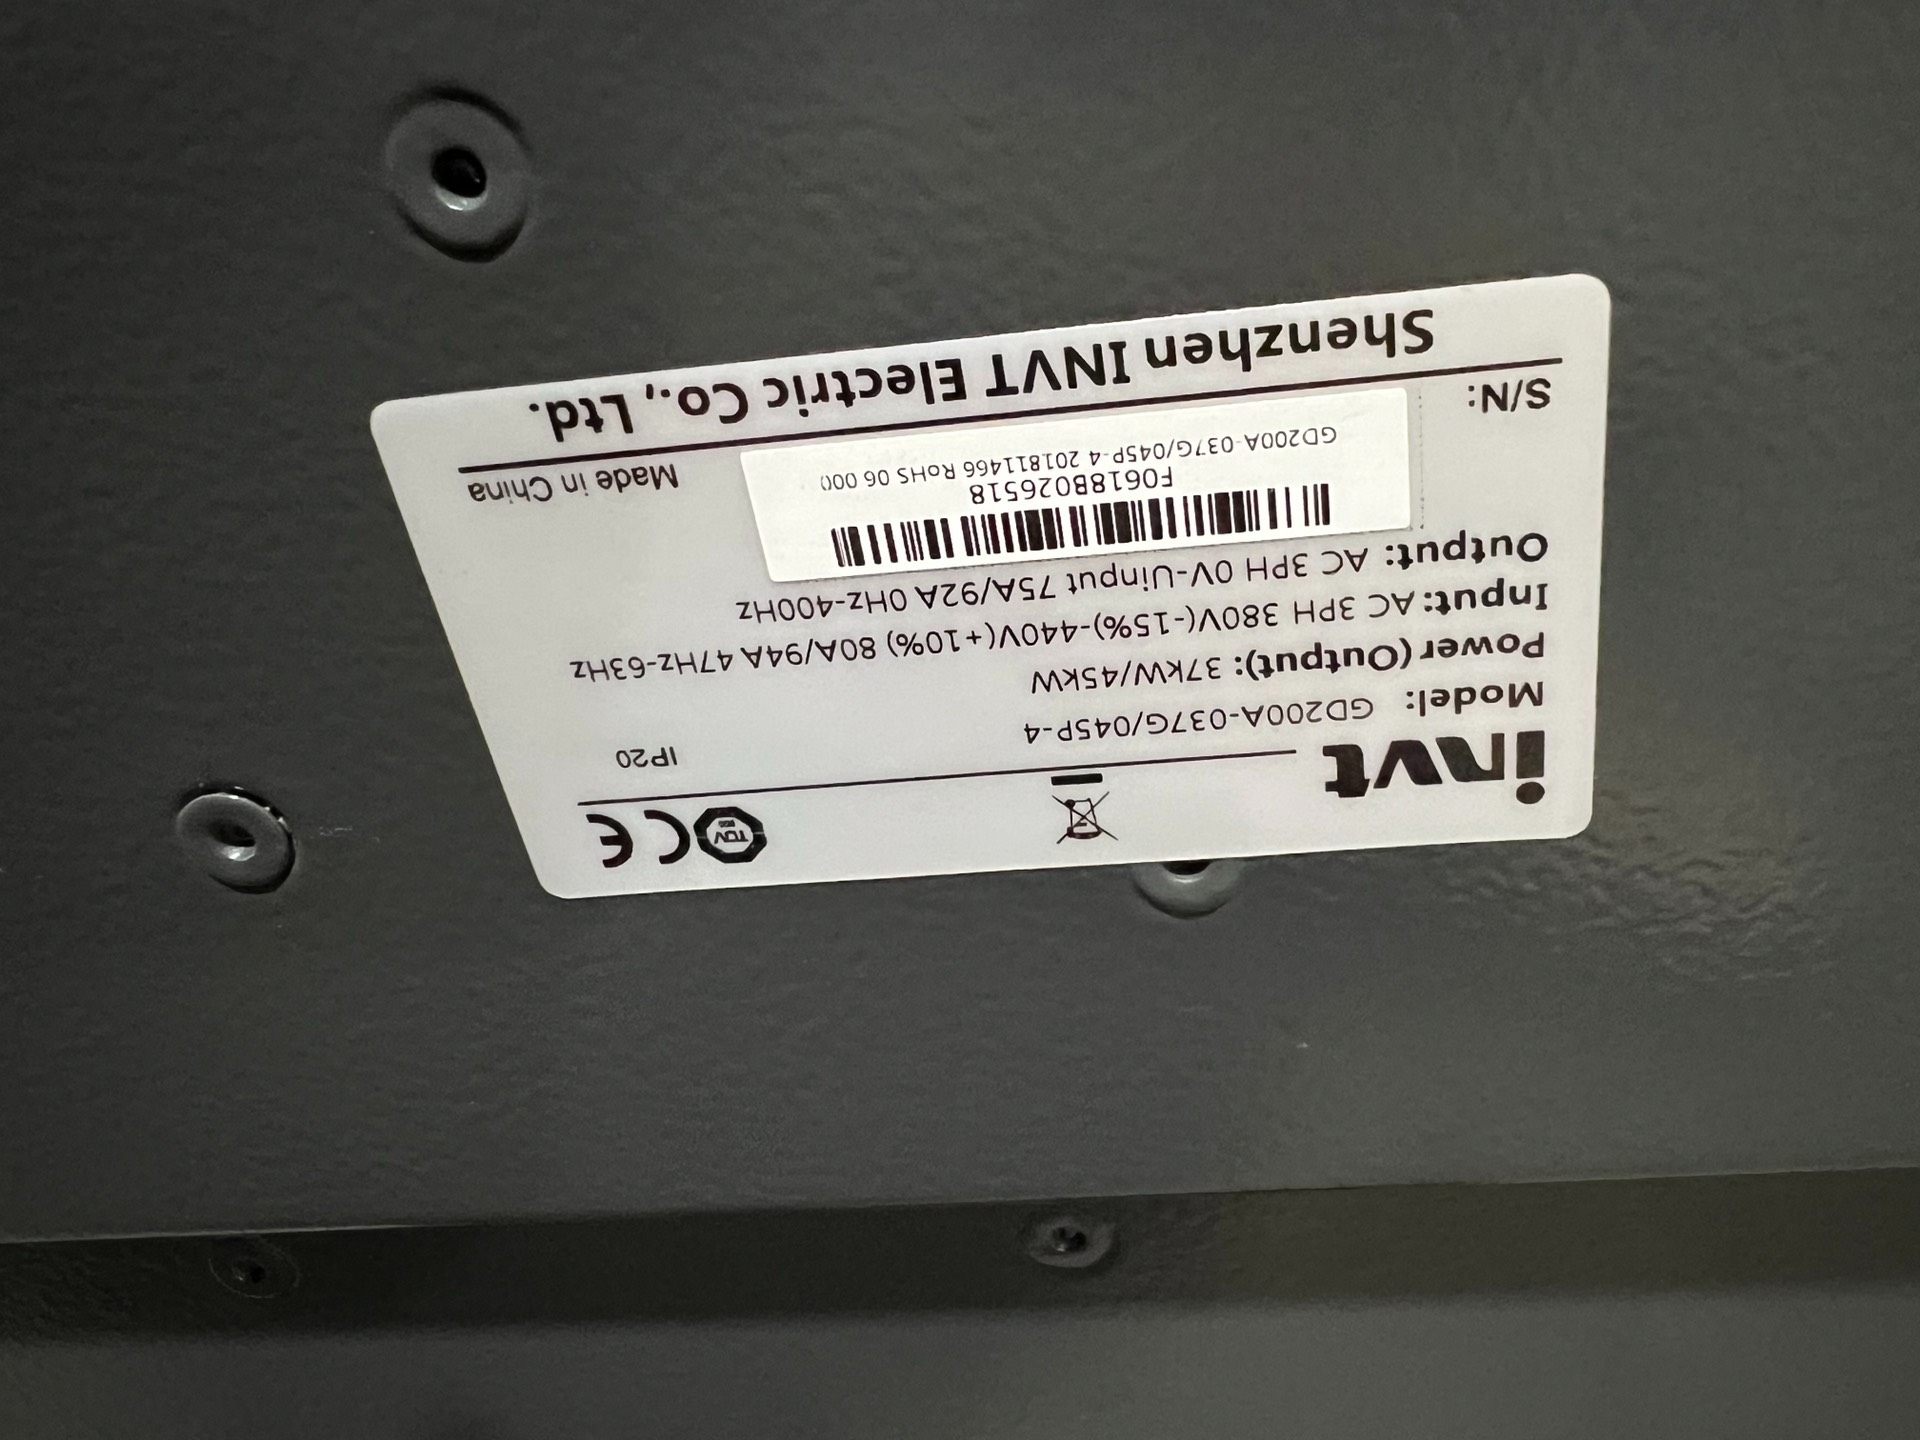 invt
TÜV
CE
IP20
Model: GD200A-037G/045P-4
Power(Output): 37kW/45kW
Input: AC 3PH 380V(-15%)-440V(+10%) 80A/94A 47Hz-63Hz
Output: AC 3PH 0V-Uinput 75A/92A 0Hz-400Hz
S/N:
F0618B026518
GD200A-037G/045P-4 201811466 RoHS 06 000
Made in China
Shenzhen INVT Electric Co., Ltd.